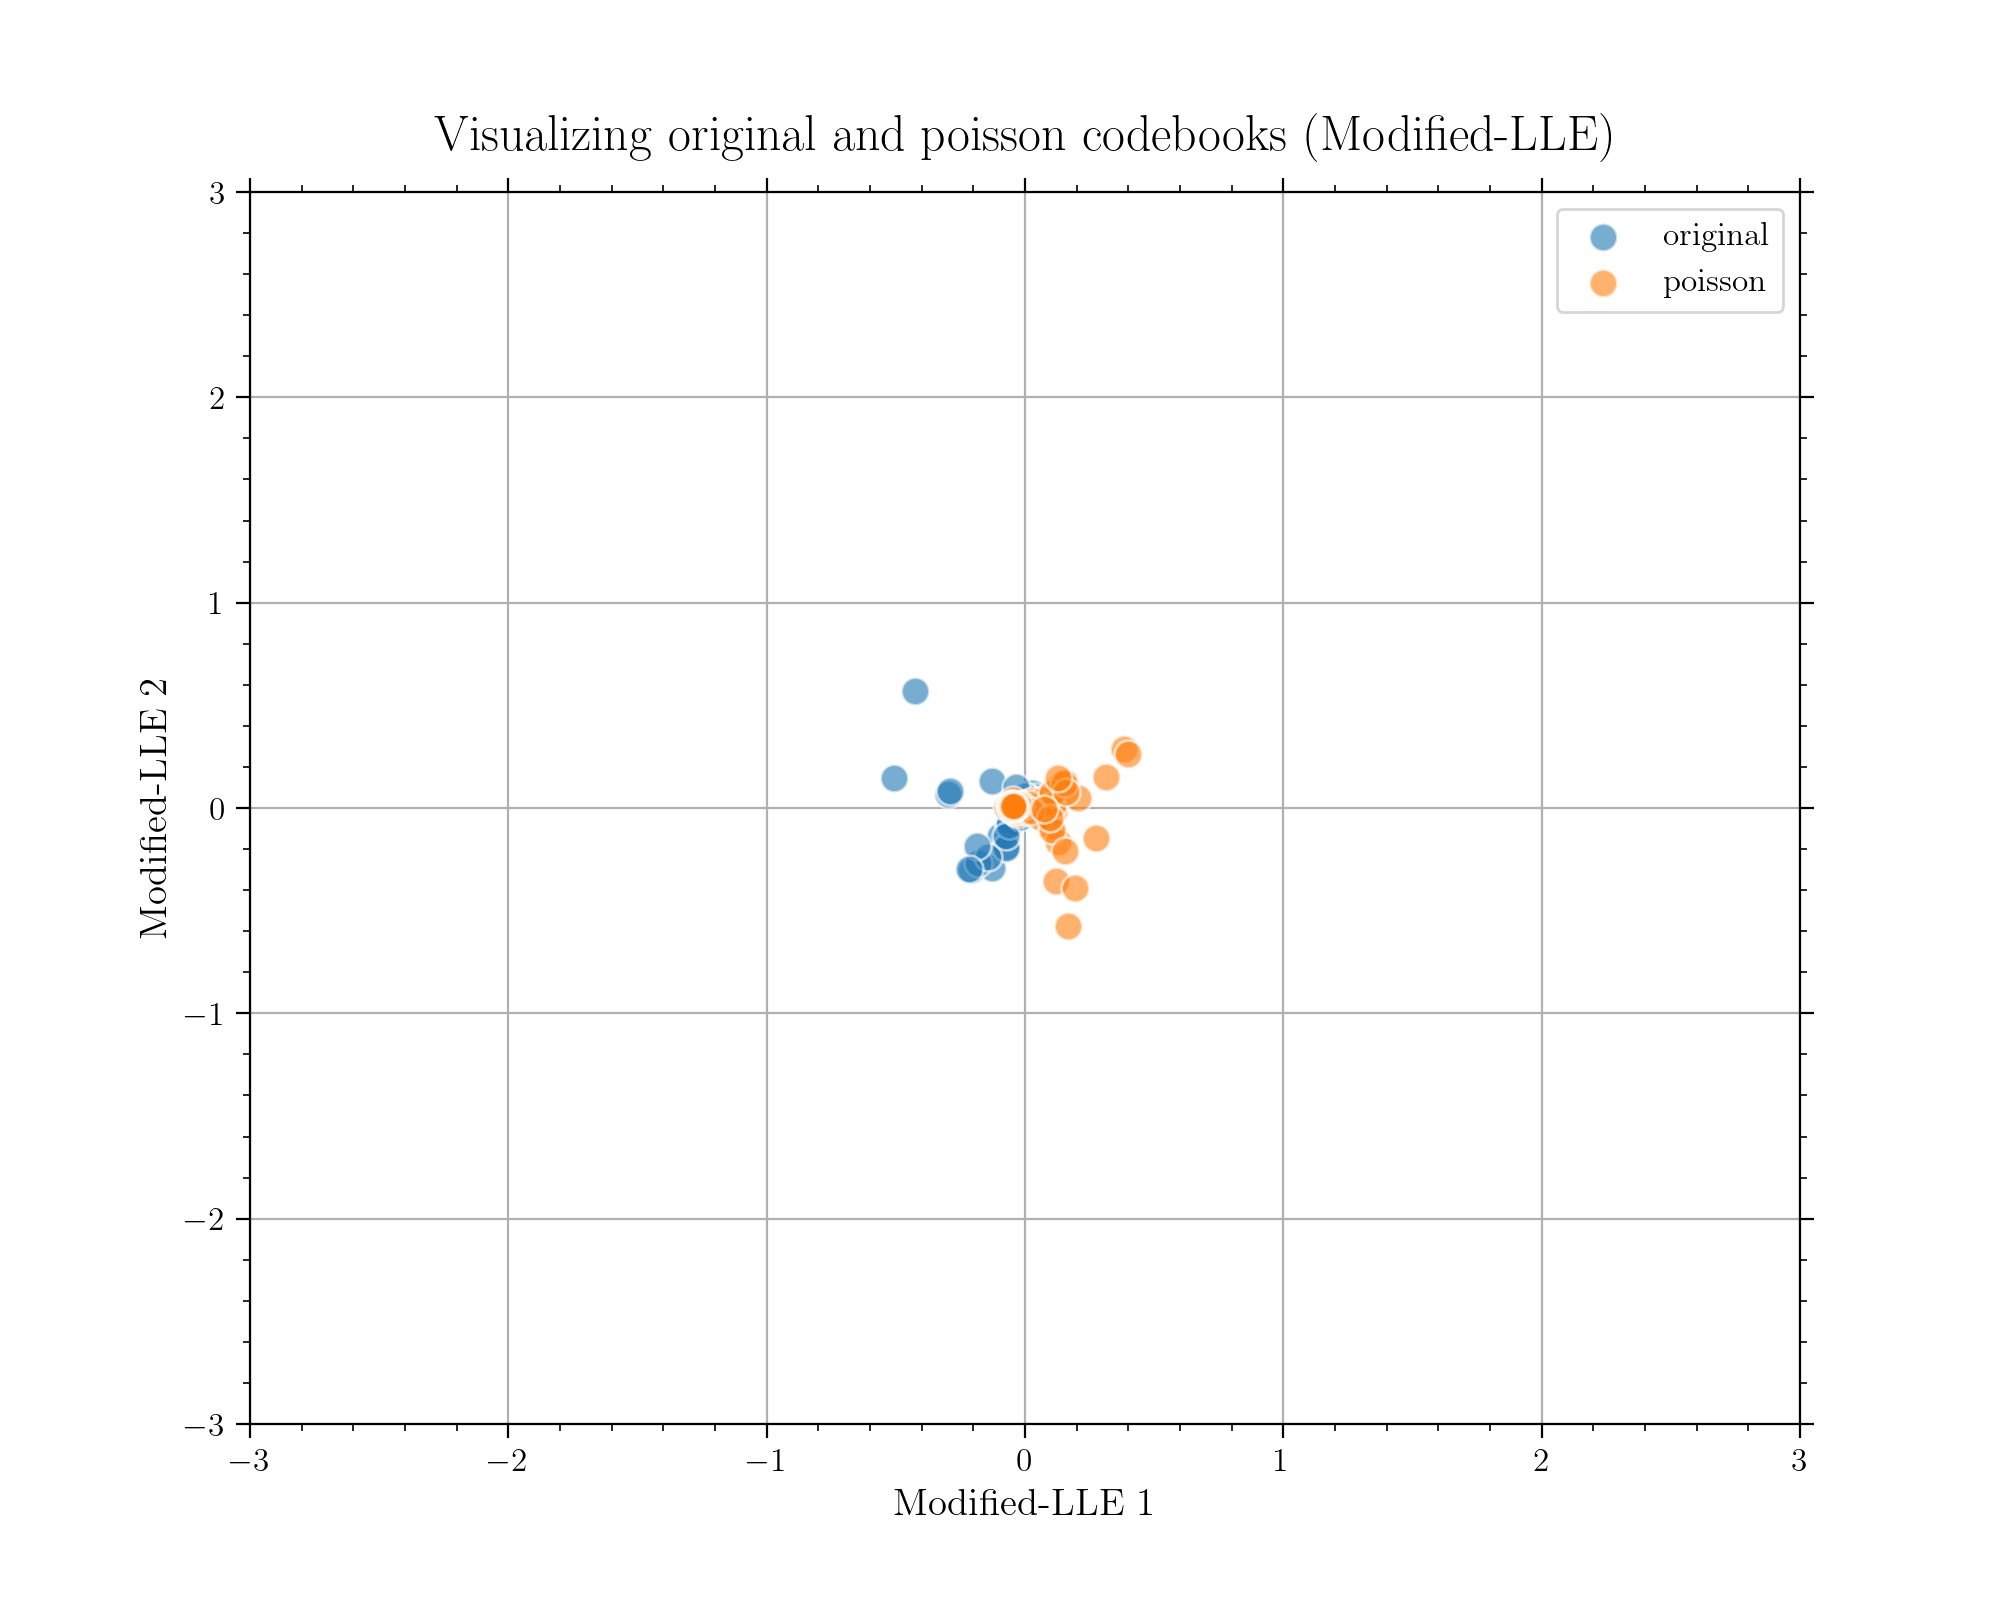 Visualizing original and poisson codebooks (Modified-LLE)
original
poisson
3
2
1
0
−1
−2
−3
Modified-LLE 2
−3
−2
−1
0
1
2
3
Modified-LLE 1